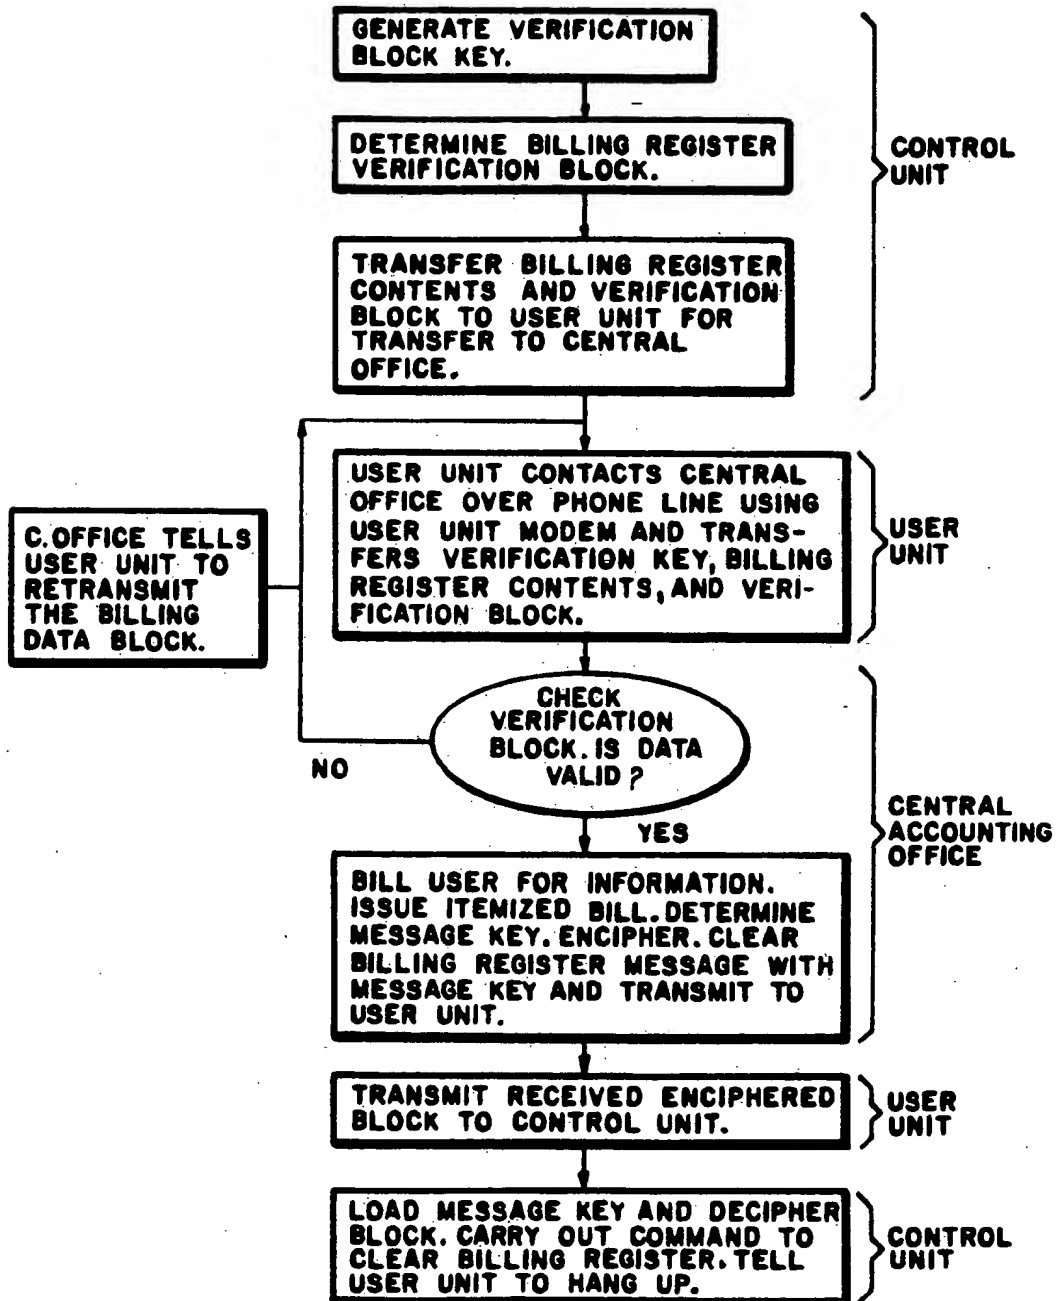 GENERATE VERIFICATION
BLOCK KEY.
DETERMINE BILLING REGISTER
VERIFICATION BLOCK.
CONTROL
UNIT
TRANSFER BILLING REGISTER
CONTENTS AND VERIFICATION
BLOCK TO USER UNIT FOR
TRANSFER TO CENTRAL
OFFICE.
USER UNIT CONTACTS CENTRAL
OFFICE OVER PHONE LINE USING
USER UNIT MODEM AND TRANS-
FERS VERIFICATION KEY, BILLING
REGISTER CONTENTS, AND VERI-
FICATION BLOCK.
USER
UNIT
C. OFFICE TELLS
USER UNIT TO
RETRANSMIT
THE BILLING
DATA BLOCK.
CHECK
VERIFICATION
BLOCK. IS DATA
VALID ?
NO
YES
CENTRAL
ACCOUNTING
OFFICE
BILL USER FOR INFORMATION.
ISSUE ITEMIZED BILL. DETERMINE
MESSAGE KEY. ENCIPHER. CLEAR
BILLING REGISTER MESSAGE WITH
MESSAGE KEY AND TRANSMIT TO
USER UNIT.
TRANSMIT RECEIVED ENCIPHERED
BLOCK TO CONTROL UNIT.
USER
UNIT
LOAD MESSAGE KEY AND DECIPHER
BLOCK. CARRY OUT COMMAND TO
CLEAR BILLING REGISTER. TELL
USER UNIT TO HANG UP.
CONTROL
UNIT